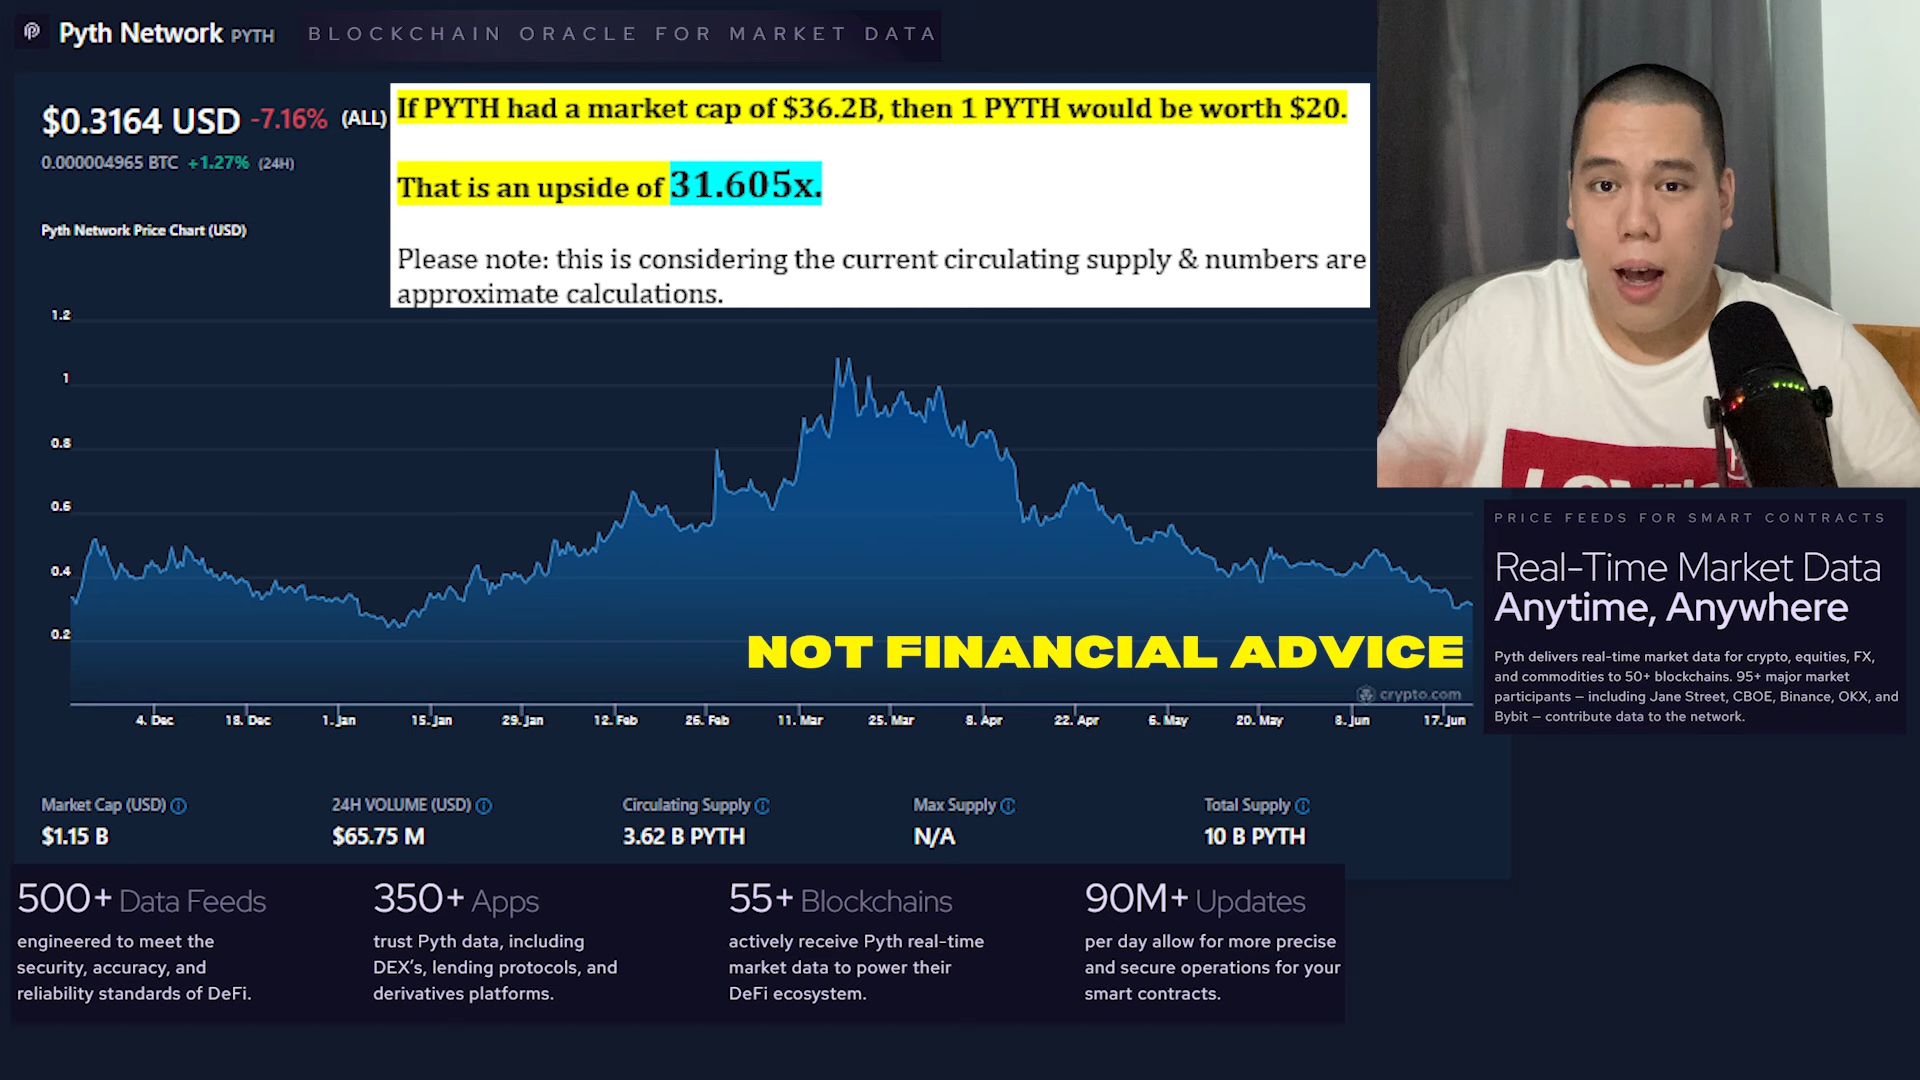 Pyth Network PYTH
BLOCKCHAIN ORACLE FOR MARKET DATA
$0.3164 USD -7.16% (ALL)
0.000004965 BTC +1.27% (24H)
If PYTH had a market cap of $36.2B, then 1 PYTH would be worth $20.
That is an upside of 31.605x.
Please note: this is considering the current circulating supply & numbers are
approximate calculations.
Pyth Network Price Chart (USD)
1.2
1
0.8
0.6
0.4
0.2
NOT FINANCIAL ADVICE
crypto.com
4. Dec 18. Dec 1. Jan 15. Jan 29. Jan 12. Feb 26. Feb 11. Mar 25. Mar 8. Apr 22. Apr 6. May 20. May 8. Jun 17. Jun
PRICE FEEDS FOR SMART CONTRACTS
Real-Time Market Data
Anytime, Anywhere
Pyth delivers real-time market data for crypto, equities, FX,
and commodities to 50+ blockchains. 95+ major market
participants — including Jane Street, CBOE, Binance, OKX, and
Bybit — contribute data to the network.
Market Cap (USD)
$1.15 B
24H VOLUME (USD)
$65.75 M
Circulating Supply
3.62 B PYTH
Max Supply
N/A
Total Supply
10 B PYTH
500+ Data Feeds
engineered to meet the
security, accuracy, and
reliability standards of DeFi.
350+ Apps
trust Pyth data, including
DEX's, lending protocols, and
derivatives platforms.
55+ Blockchains
actively receive Pyth real-time
market data to power their
DeFi ecosystem.
90M+ Updates
per day allow for more precise
and secure operations for your
smart contracts.